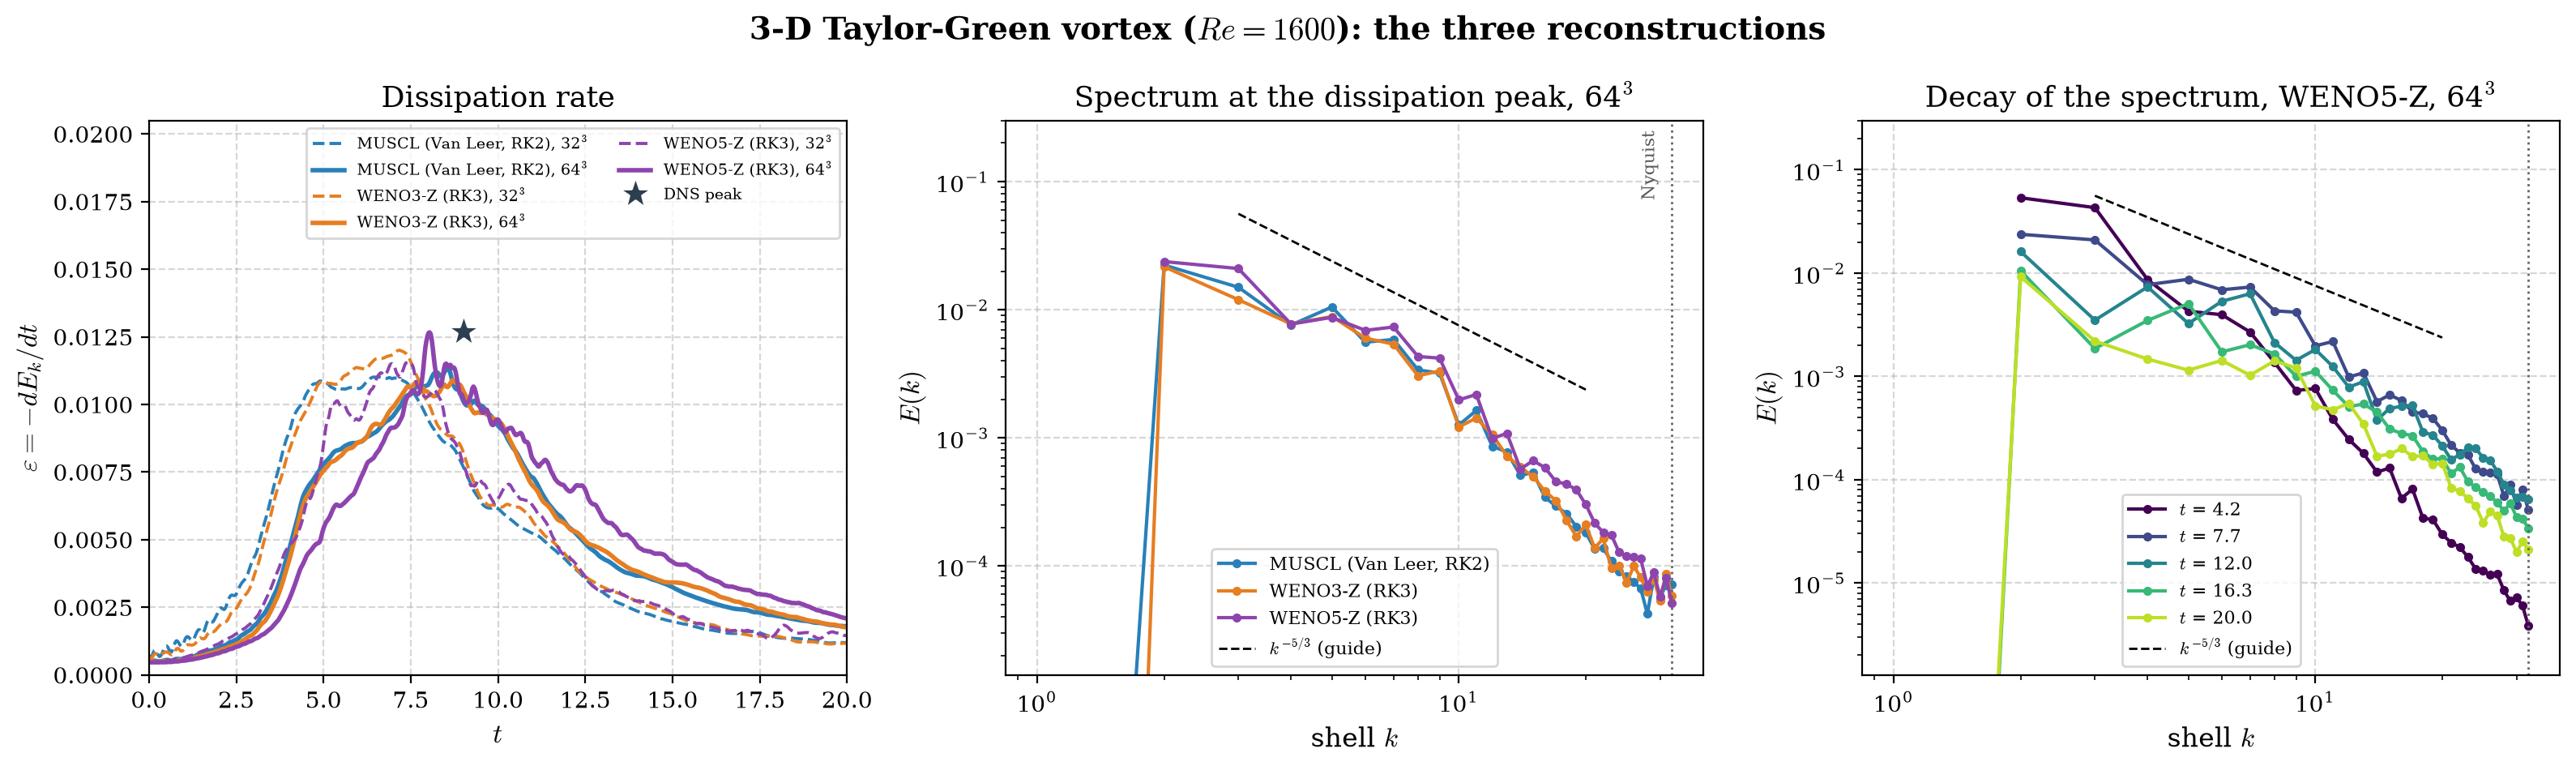 3-D Taylor-Green vortex (Re = 1600): the three reconstructions
Dissipation rate
ε = −dE_k/dt
0.0200
0.0175
0.0150
0.0125
0.0100
0.0075
0.0050
0.0025
0.0000
0.0
2.5
5.0
7.5
10.0
12.5
15.0
17.5
20.0
t
MUSCL (Van Leer, RK2), 32³
MUSCL (Van Leer, RK2), 64³
WENO3-Z (RK3), 32³
WENO3-Z (RK3), 64³
WENO5-Z (RK3), 32³
WENO5-Z (RK3), 64³
DNS peak
Spectrum at the dissipation peak, 64³
E(k)
10⁻¹
10⁻²
10⁻³
10⁻⁴
10⁰
10¹
shell k
Nyquist
MUSCL (Van Leer, RK2)
WENO3-Z (RK3)
WENO5-Z (RK3)
k^{−5/3} (guide)
Decay of the spectrum, WENO5-Z, 64³
E(k)
10⁻¹
10⁻²
10⁻³
10⁻⁴
10⁻⁵
10⁰
10¹
shell k
t = 4.2
t = 7.7
t = 12.0
t = 16.3
t = 20.0
k^{−5/3} (guide)